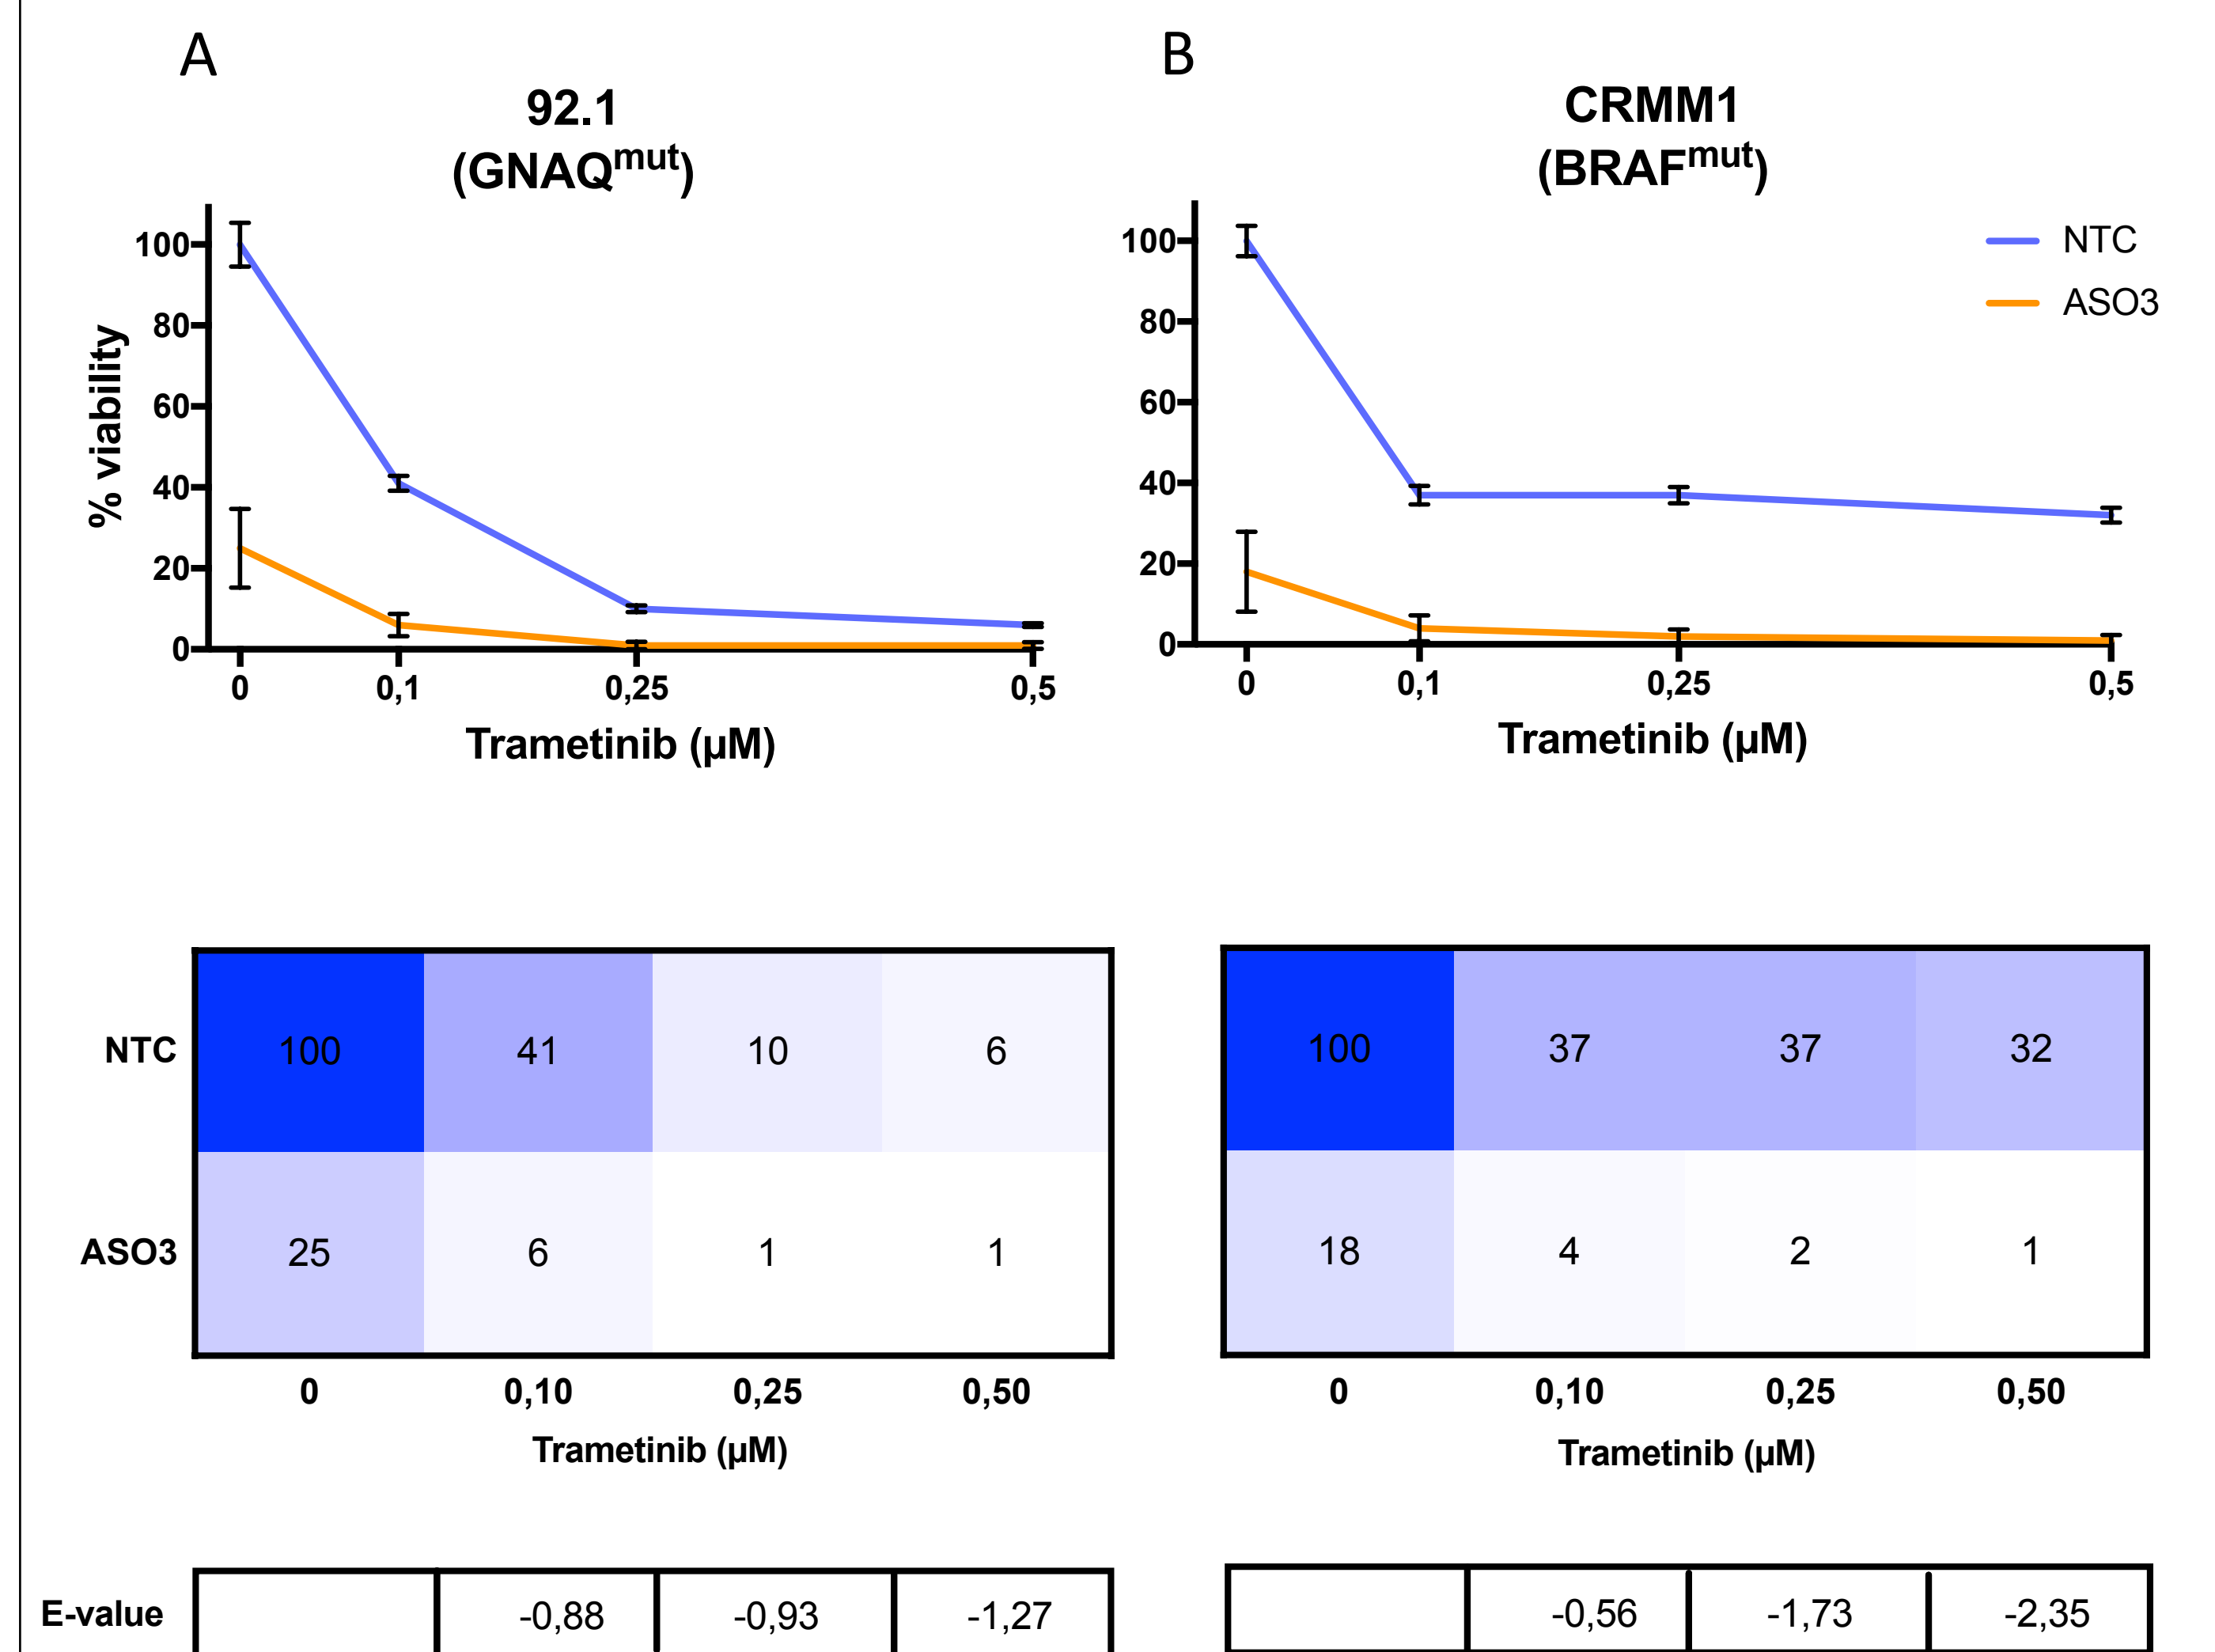 A
92.1
(GNAQmut)
% viability
100
80
60
40
20
0
0 0,1 0,25 0,5
Trametinib (µM)
B
CRMM1
(BRAFmut)
NTC
ASO3
100
80
60
40
20
0
0 0,1 0,25 0,5
Trametinib (µM)
NTC 100 41 10 6
ASO3 25 6 1 1
0 0,10 0,25 0,50
Trametinib (µM)
100 37 37 32
18 4 2 1
0 0,10 0,25 0,50
Trametinib (µM)
E-value -0,88 -0,93 -1,27
-0,56 -1,73 -2,35